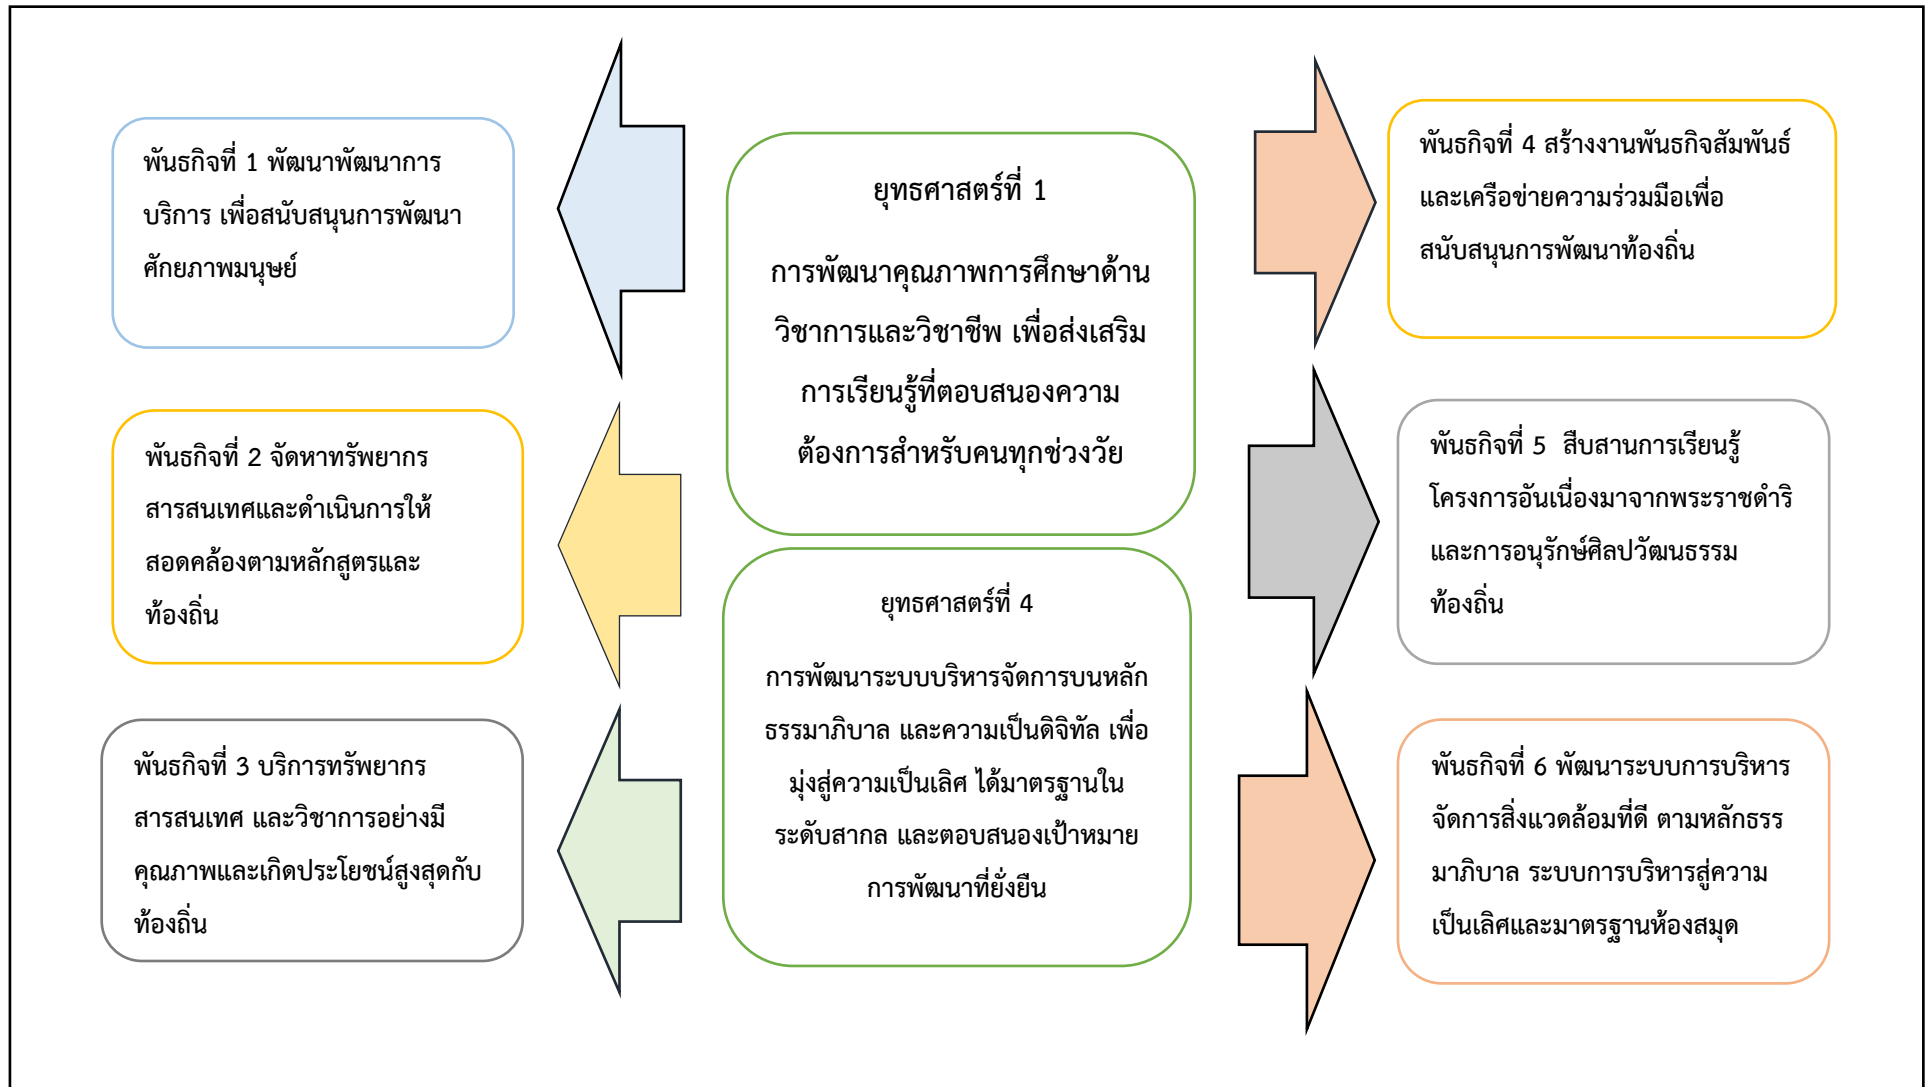 พันธกิจที่ 1 พัฒนาพัฒนาการ
บริการ เพื่อสนับสนุนการพัฒนา
ศักยภาพมนุษย์
พันธกิจที่ 2 จัดหาทรัพยากร
สารสนเทศและดำเนินการให้
สอดคล้องตามหลักสูตรและ
ท้องถิ่น
พันธกิจที่ 3 บริการทรัพยากร
สารสนเทศ และวิชาการอย่างมี
คุณภาพและเกิดประโยชน์สูงสุดกับ
ท้องถิ่น
ยุทธศาสตร์ที่ 1
การพัฒนาคุณภาพการศึกษาด้าน
วิชาการและวิชาชีพ เพื่อส่งเสริม
การเรียนรู้ที่ตอบสนองความ
ต้องการสำหรับคนทุกช่วงวัย
ยุทธศาสตร์ที่ 4
การพัฒนาระบบบริหารจัดการบนหลัก
ธรรมาภิบาล และความเป็นดิจิทัล เพื่อ
มุ่งสู่ความเป็นเลิศ ได้มาตรฐานใน
ระดับสากล และตอบสนองเป้าหมาย
การพัฒนาที่ยั่งยืน
พันธกิจที่ 4 สร้างงานพันธกิจสัมพันธ์
และเครือข่ายความร่วมมือเพื่อ
สนับสนุนการพัฒนาท้องถิ่น
พันธกิจที่ 5 สืบสานการเรียนรู้
โครงการอันเนื่องมาจากพระราชดำริ
และการอนุรักษ์ศิลปวัฒนธรรม
ท้องถิ่น
พันธกิจที่ 6 พัฒนาระบบการบริหาร
จัดการสิ่งแวดล้อมที่ดี ตามหลักธรร
มาภิบาล ระบบการบริหารสู่ความ
เป็นเลิศและมาตรฐานห้องสมุด